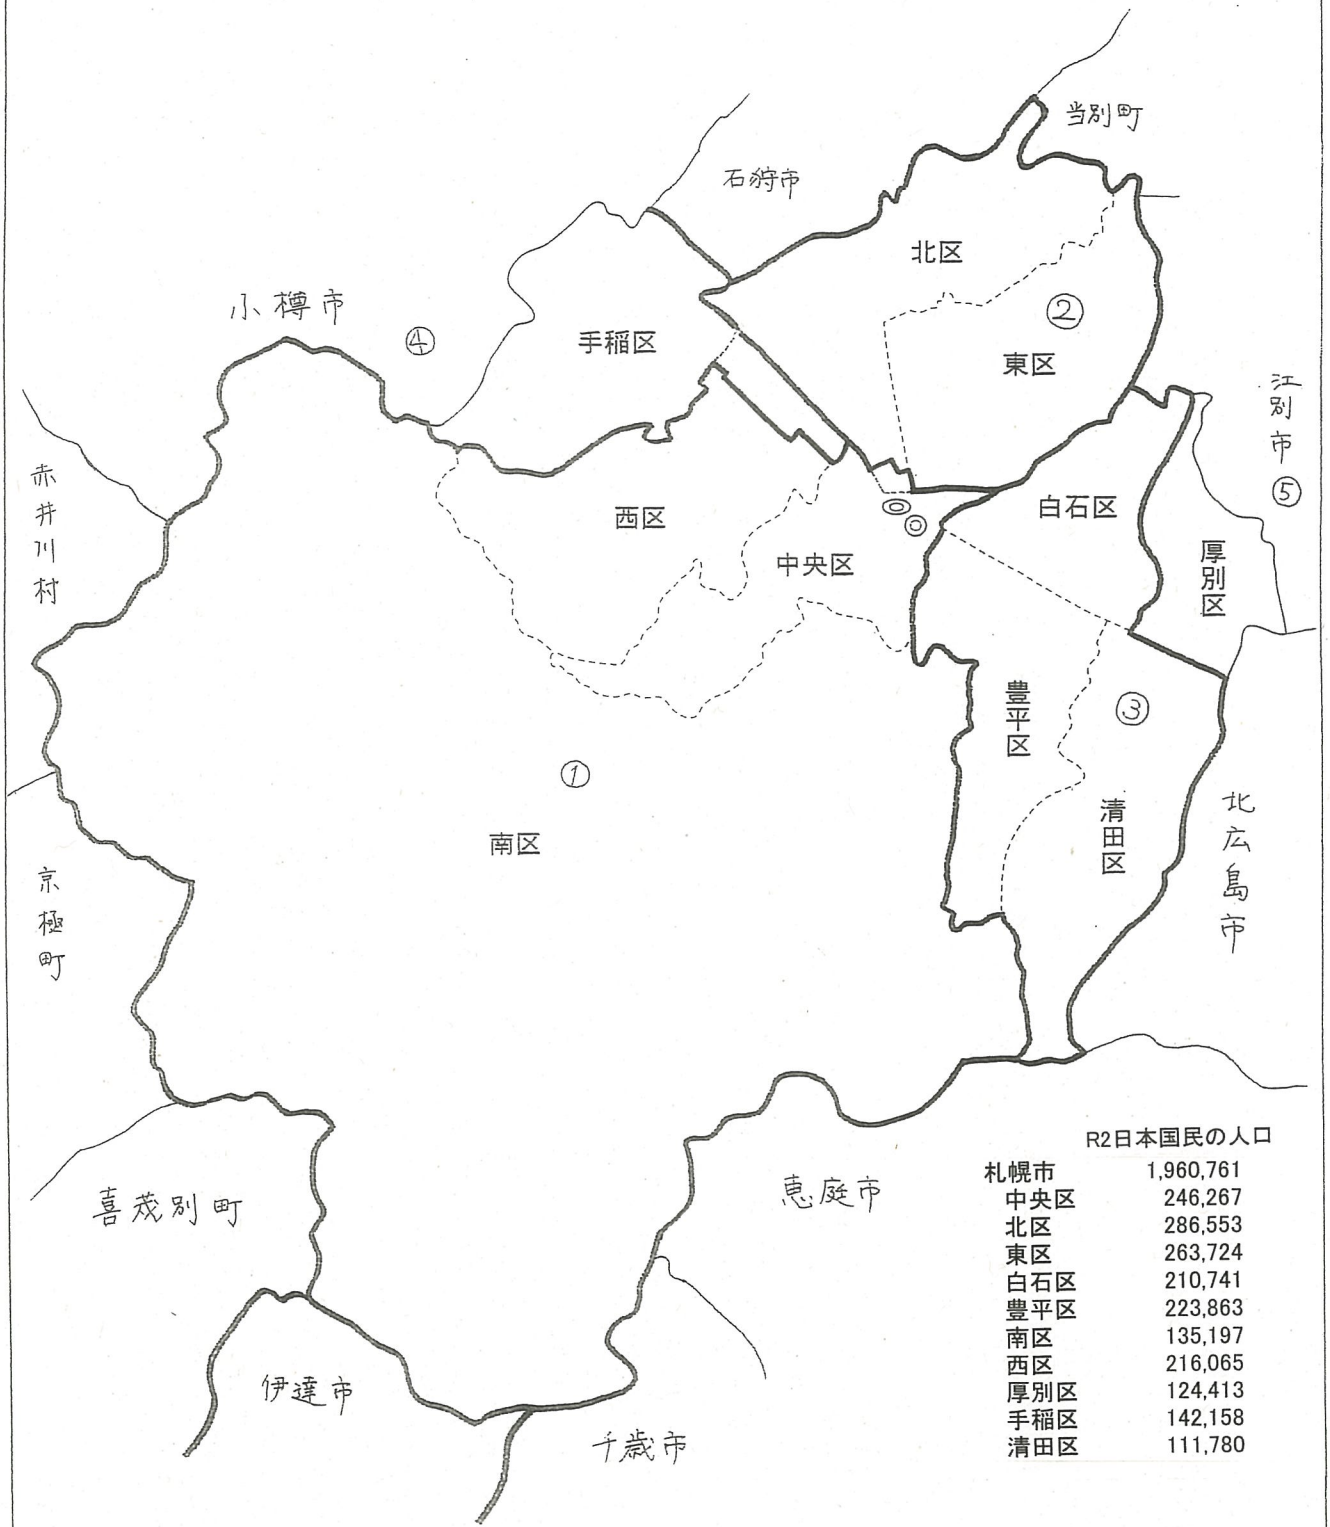 当別町
石狩市
北区
小樽市
④
手稲区
②
東区
江別市
⑤
赤井川村
西区
白石区
中央区
厚別区
豊平区
③
①
南区
清田区
北広島市
京極町
喜茂別町
恵庭市
伊達市
千歳市
R2日本国民の人口
札幌市 1,960,761
中央区 246,267
北区 286,553
東区 263,724
白石区 210,741
豊平区 223,863
南区 135,197
西区 216,065
厚別区 124,413
手稲区 142,158
清田区 111,780